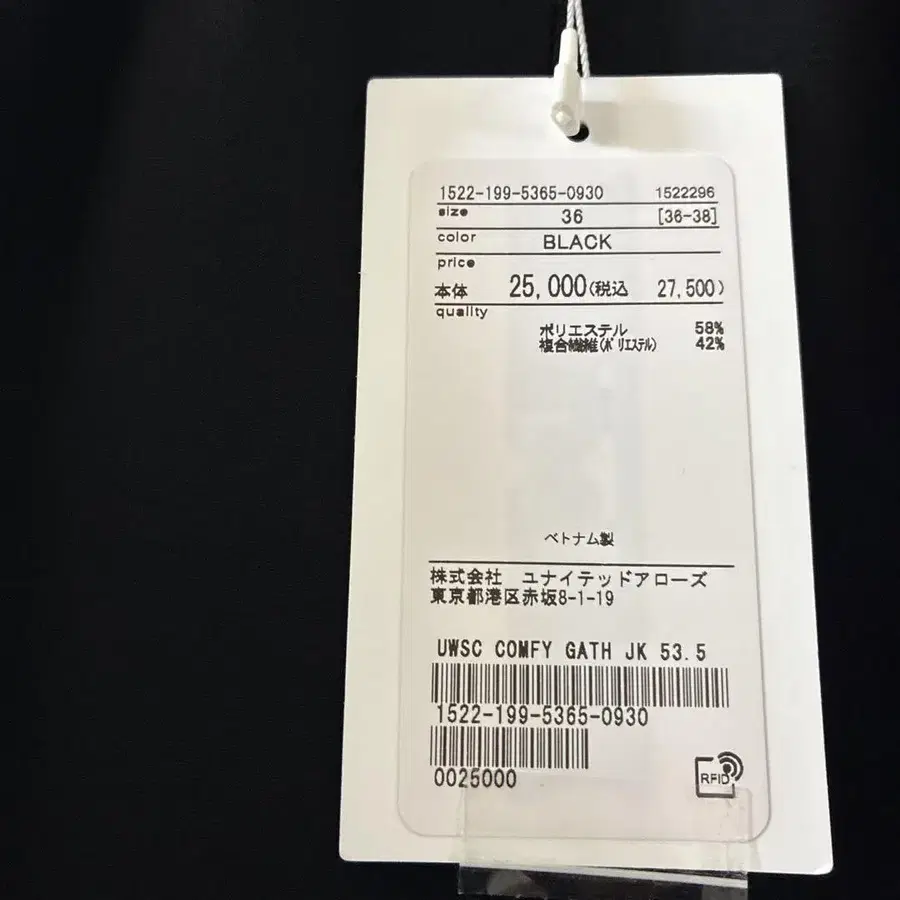 1522-199-5365-0930 1522296
size 36 [36-38]
color BLACK
price
本体 25,000(税込 27,500)
quality
ポリエステル 58%
複合繊維(ポリエステル) 42%
ベトナム製
株式会社 ユナイテッドアローズ
東京都港区赤坂8-1-19
UWSC COMFY GATH JK 53.5
1522-199-5365-0930
0025000
RFID